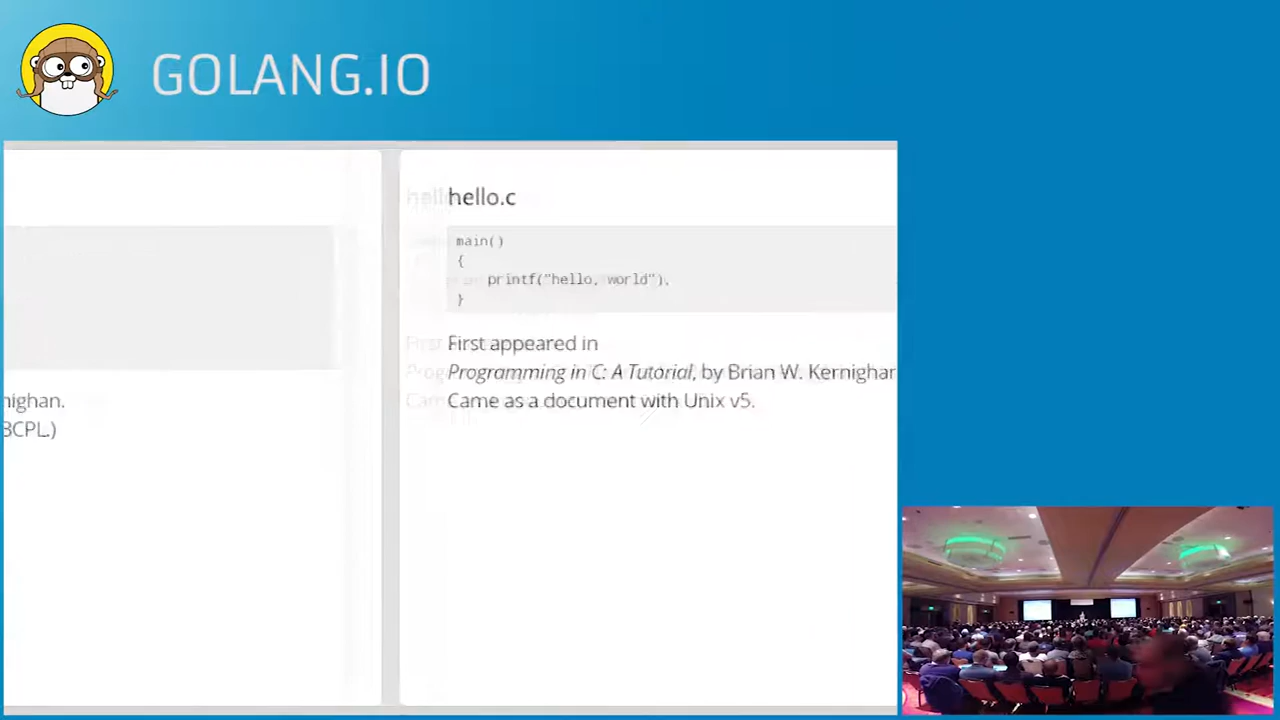 GOLANG.IO
nighan.
BCPL.)
hello.c
main()
{
printf("hello, world");
}
First appeared in
Programming in C: A Tutorial, by Brian W. Kernighan
Came as a document with Unix v5.